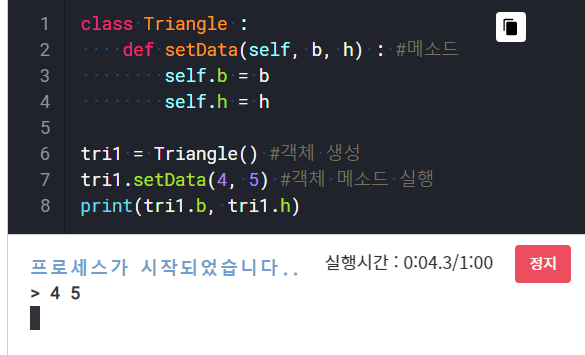 1 class Triangle :
2     def setData(self, b, h) : #메소드
3         self.b = b
4         self.h = h
5
6 tri1 = Triangle() #객체 생성
7 tri1.setData(4, 5) #객체 메소드 실행
8 print(tri1.b, tri1.h)
프로세스가 시작되었습니다.. 실행시간 : 0:04.3/1:00 정지
> 4 5